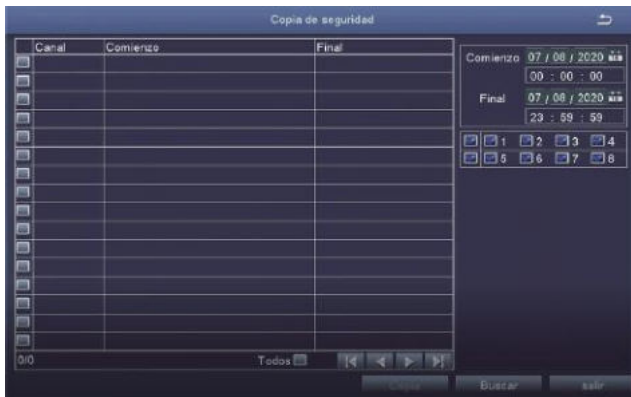 Copia de seguridad
Canal Comienzo Final
Comienzo 07 / 08 / 2020
00 : 00 : 00
Final 07 / 08 / 2020
23 : 59 : 59
1 2 3 4
5 6 7 8
0/0 Todos
Copia Buscar salir